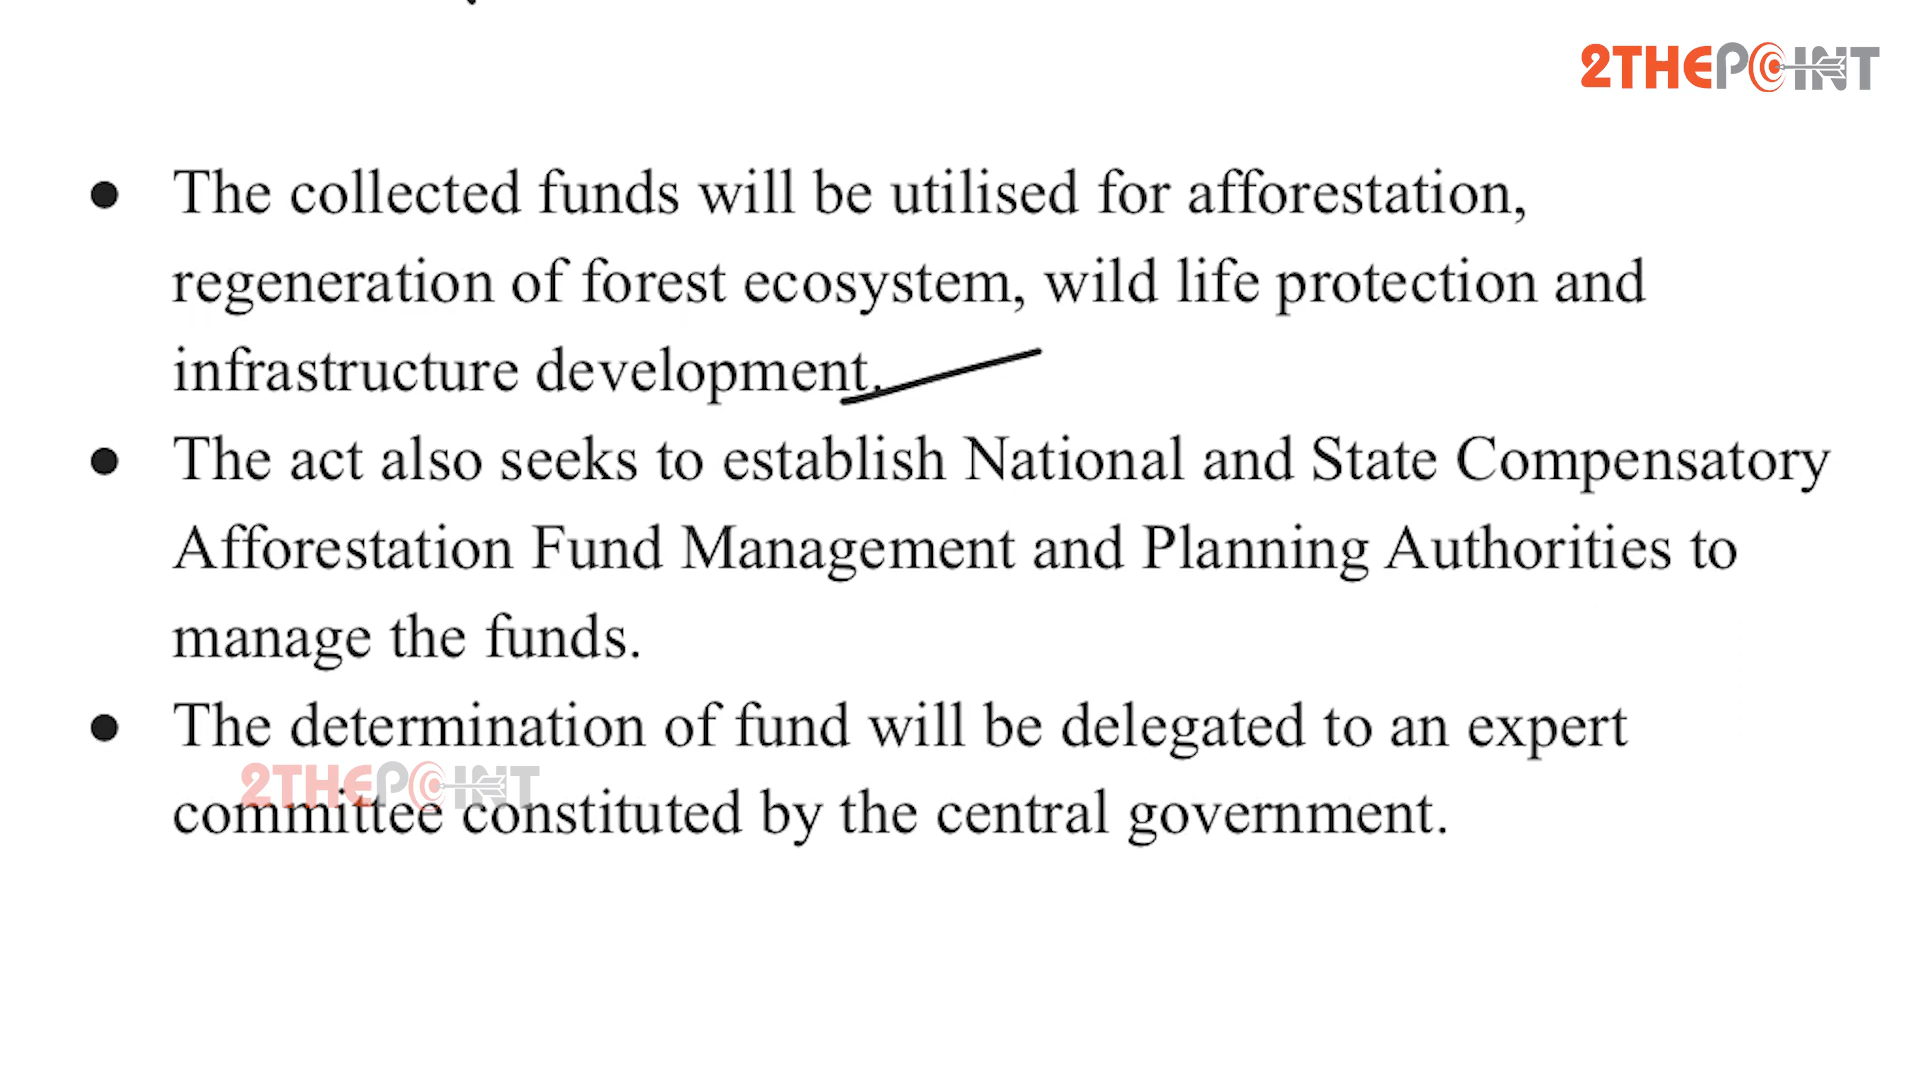 2THEPOINT
The collected funds will be utilised for afforestation,
regeneration of forest ecosystem, wild life protection and
infrastructure development.
The act also seeks to establish National and State Compensatory
Afforestation Fund Management and Planning Authorities to
manage the funds.
The determination of fund will be delegated to an expert
2THEPOINT
committee constituted by the central government.